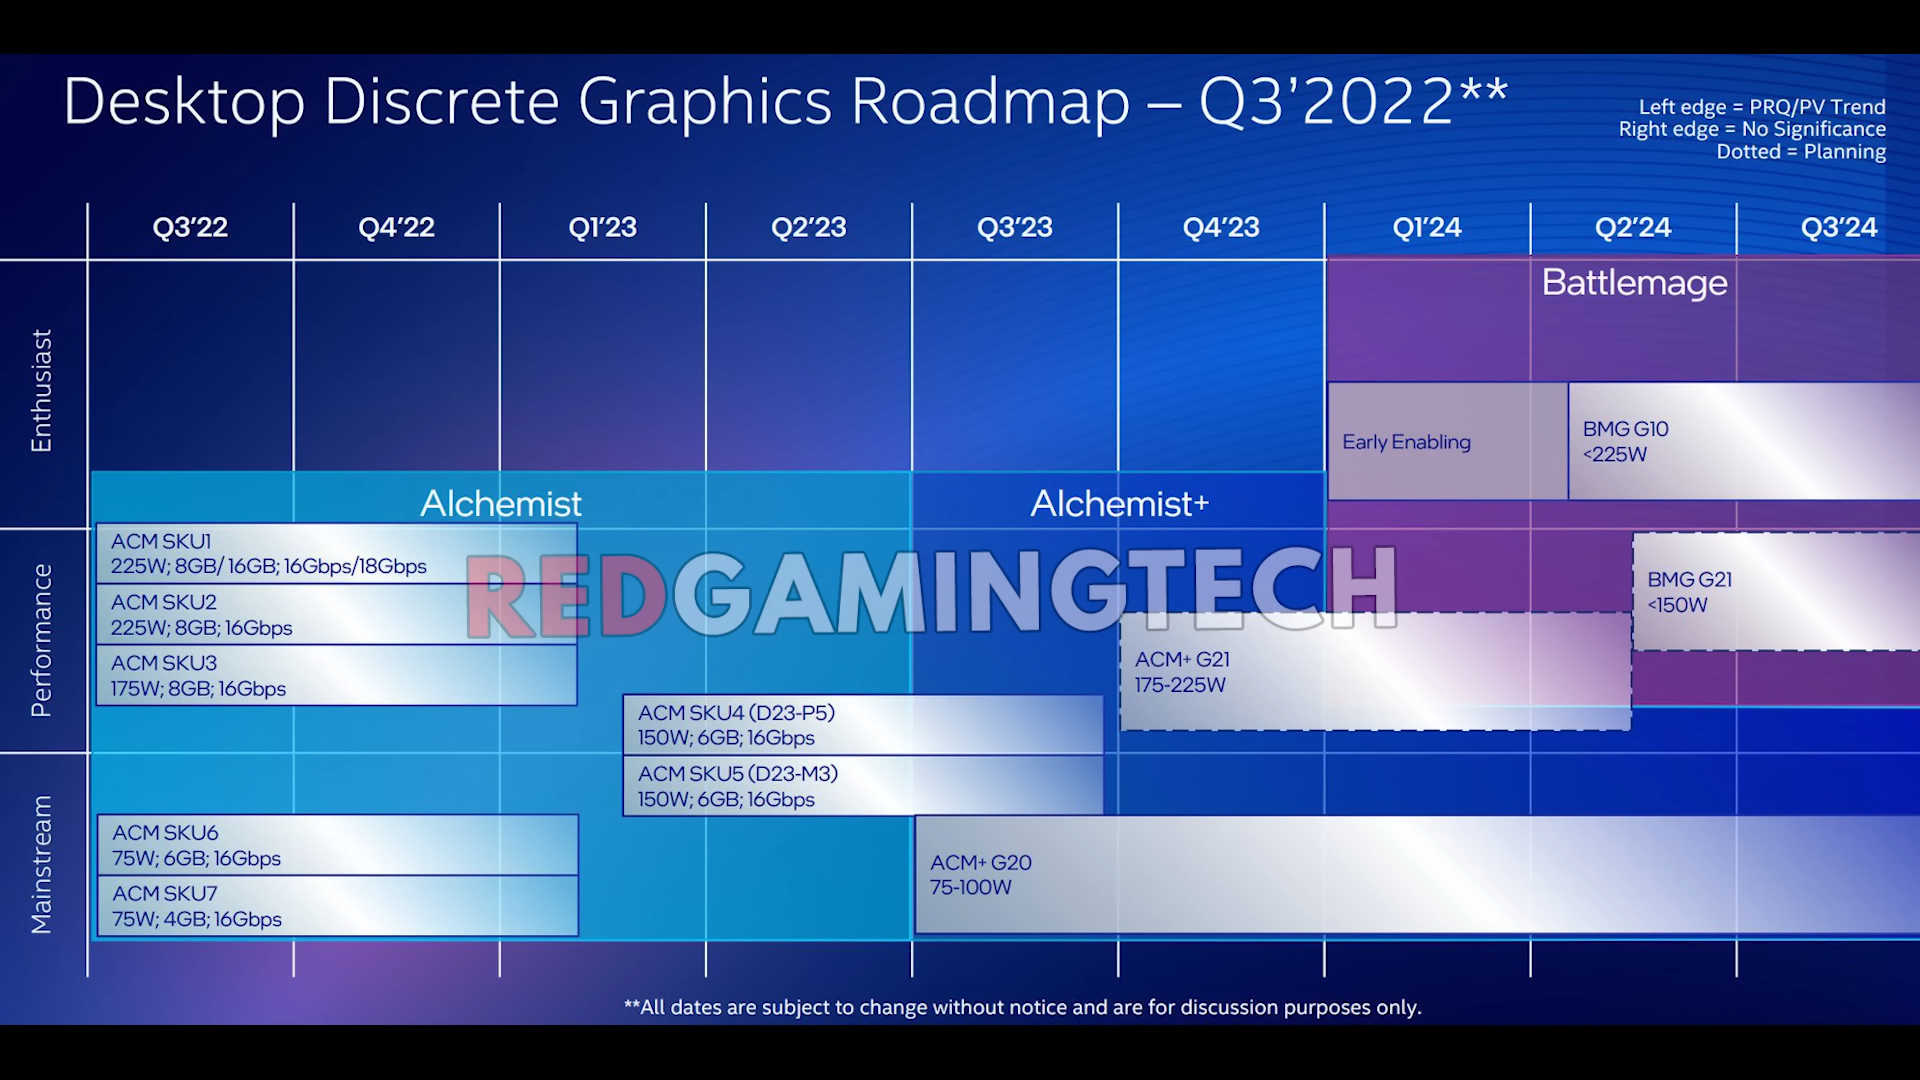 Desktop Discrete Graphics Roadmap – Q3’2022**
Left edge = PRQ/PV Trend
Right edge = No Significance
Dotted = Planning
Q3’22
Q4’22
Q1’23
Q2’23
Q3’23
Q4’23
Q1’24
Q2’24
Q3’24
Enthusiast
Battlemage
Early Enabling
BMG G10
<225W
Alchemist
Alchemist+
Performance
ACM SKU1
225W; 8GB/ 16GB; 16Gbps/18Gbps
ACM SKU2
225W; 8GB; 16Gbps
ACM SKU3
175W; 8GB; 16Gbps
REDGAMINGTECH
BMG G21
<150W
ACM+ G21
175-225W
ACM SKU4 (D23-P5)
150W; 6GB; 16Gbps
ACM SKU5 (D23-M3)
150W; 6GB; 16Gbps
Mainstream
ACM SKU6
75W; 6GB; 16Gbps
ACM SKU7
75W; 4GB; 16Gbps
ACM+ G20
75-100W
**All dates are subject to change without notice and are for discussion purposes only.